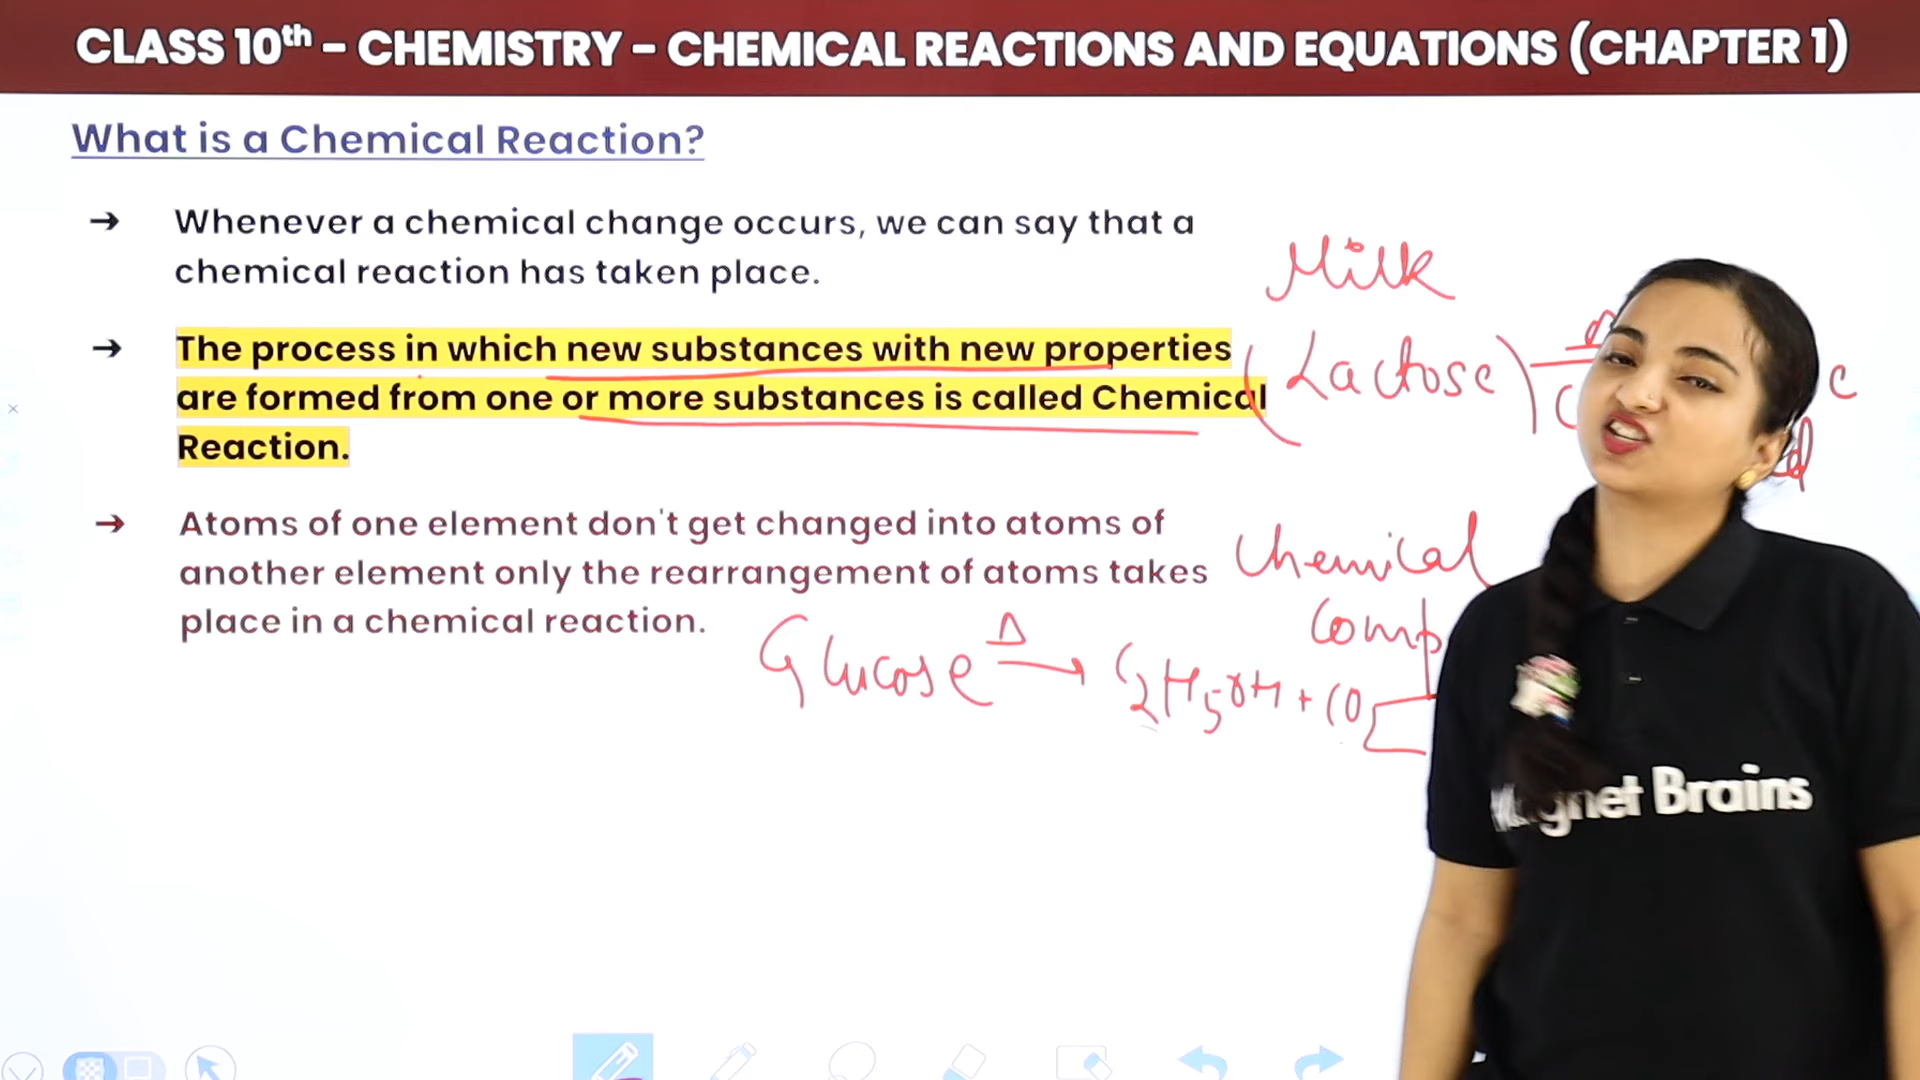 CLASS 10th - CHEMISTRY - CHEMICAL REACTIONS AND EQUATIONS (CHAPTER 1)
What is a Chemical Reaction?
→ Whenever a chemical change occurs, we can say that a
chemical reaction has taken place.
→ The process in which new substances with new properties
are formed from one or more substances is called Chemical
Reaction.
→ Atoms of one element don't get changed into atoms of
another element only the rearrangement of atoms takes
place in a chemical reaction.
Milk
(Lactose)
Chemical
Comp
Glucose Δ→ C2H5OH + CO
Magnet Brains